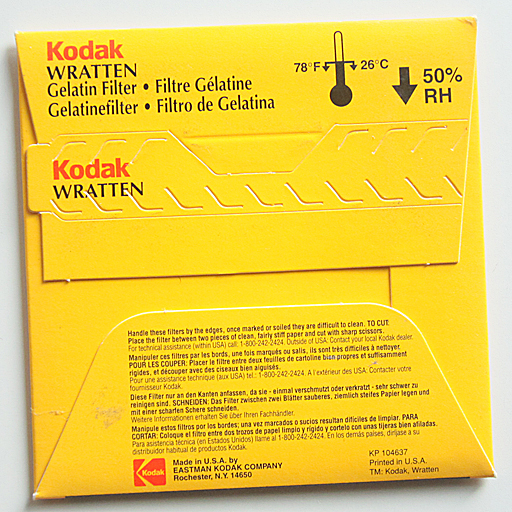 Kodak
WRATTEN
Gelatin Filter • Filtre Gélatine
Gelatinefilter • Filtro de Gelatina
78°F 26°C
50%
RH
Kodak
WRATTEN
Handle these filters by the edges, once marked or soiled they are difficult to clean. TO CUT:
Place the filter between two pieces of clean, fairly stiff paper and cut with sharp scissors.
For technical assistance (within USA) call: 1-800-242-2424. Outside of USA: Contact your local Kodak dealer.
Manipuler ces filtres par les bords, une fois marqués ou salis, ils sont très difficiles à nettoyer.
POUR LES COUPER: Placer le filtre entre deux feuilles de cartoline bien propres et suffisamment
rigides, et découper avec des ciseaux bien aiguisés.
Pour une assistance technique (aux USA) tel.: 1-800-242-2424. A l'extérieur des USA: Contacter votre
fournisseur Kodak.
Diese Filter nur an den Kanten anfassen, da sie - einmal verschmutzt oder verkratzt - sehr schwer zu
reinigen sind. SCHNEIDEN: Das Filter zwischen zwei Blätter sauberes, ziemlich steifes Papier legen und
mit einer scharfen Schere schneiden.
Weitere Informationen erhalten Sie über Ihren Fachhändler.
Manipule estos filtros por los bordes; una vez marcados o sucios resultan difíciles de limpiar. PARA
CORTAR: Coloque el filtro entre dos trozos de papel limpio y rígido y córtelo con unas tijeras bien afiladas.
Para asistencia técnica (en Estados Unidos) llame al 1-800-242-2424. En los demás países, diríjase a su
distribuidor habitual de productos Kodak.
Kodak
Made in U.S.A. by
EASTMAN KODAK COMPANY
Rochester, N.Y. 14650
KP 104637
Printed in U.S.A.
TM: Kodak, Wratten